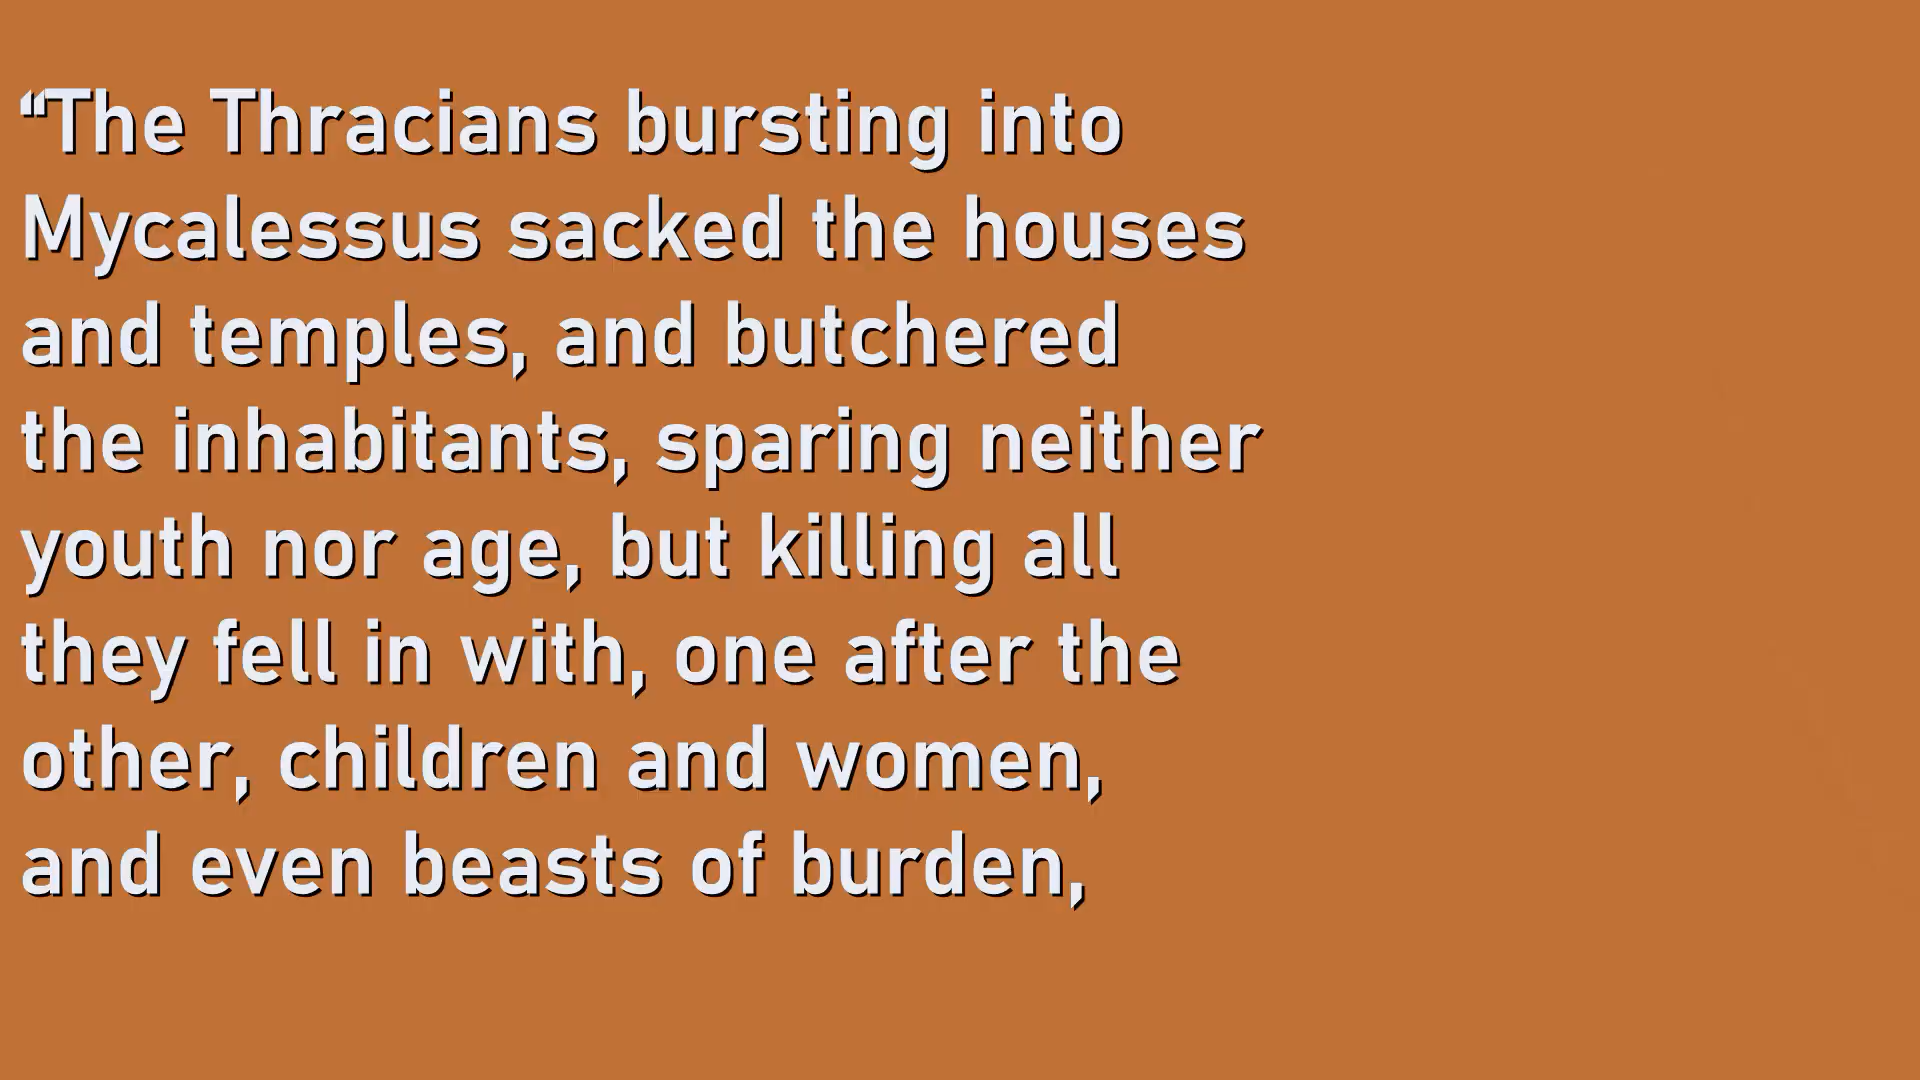 “The Thracians bursting into
Mycalessus sacked the houses
and temples, and butchered
the inhabitants, sparing neither
youth nor age, but killing all
they fell in with, one after the
other, children and women,
and even beasts of burden,